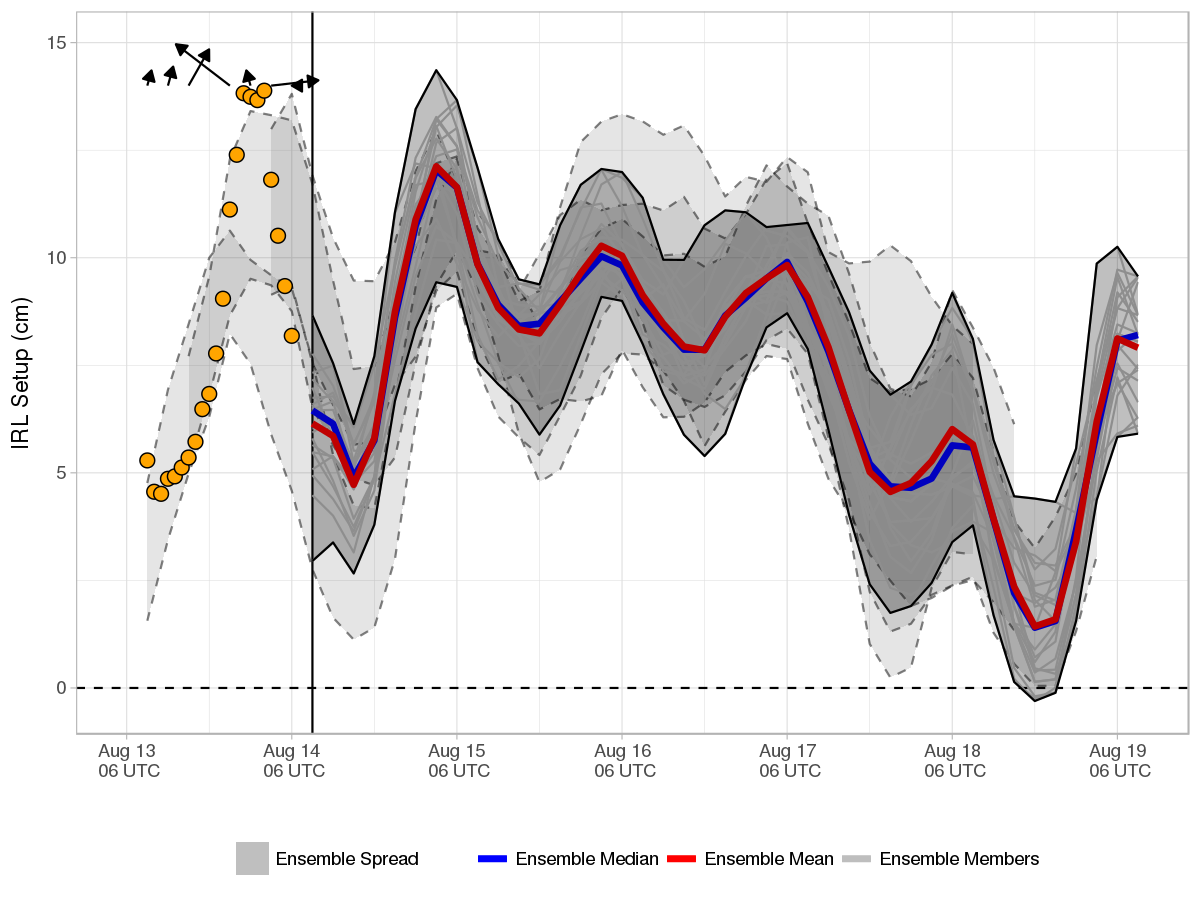 15
10
5
0
IRL Setup (cm)
Aug 13 Aug 14 Aug 15 Aug 16 Aug 17 Aug 18 Aug 19
06 UTC 06 UTC 06 UTC 06 UTC 06 UTC 06 UTC 06 UTC
Ensemble Spread Ensemble Median Ensemble Mean Ensemble Members